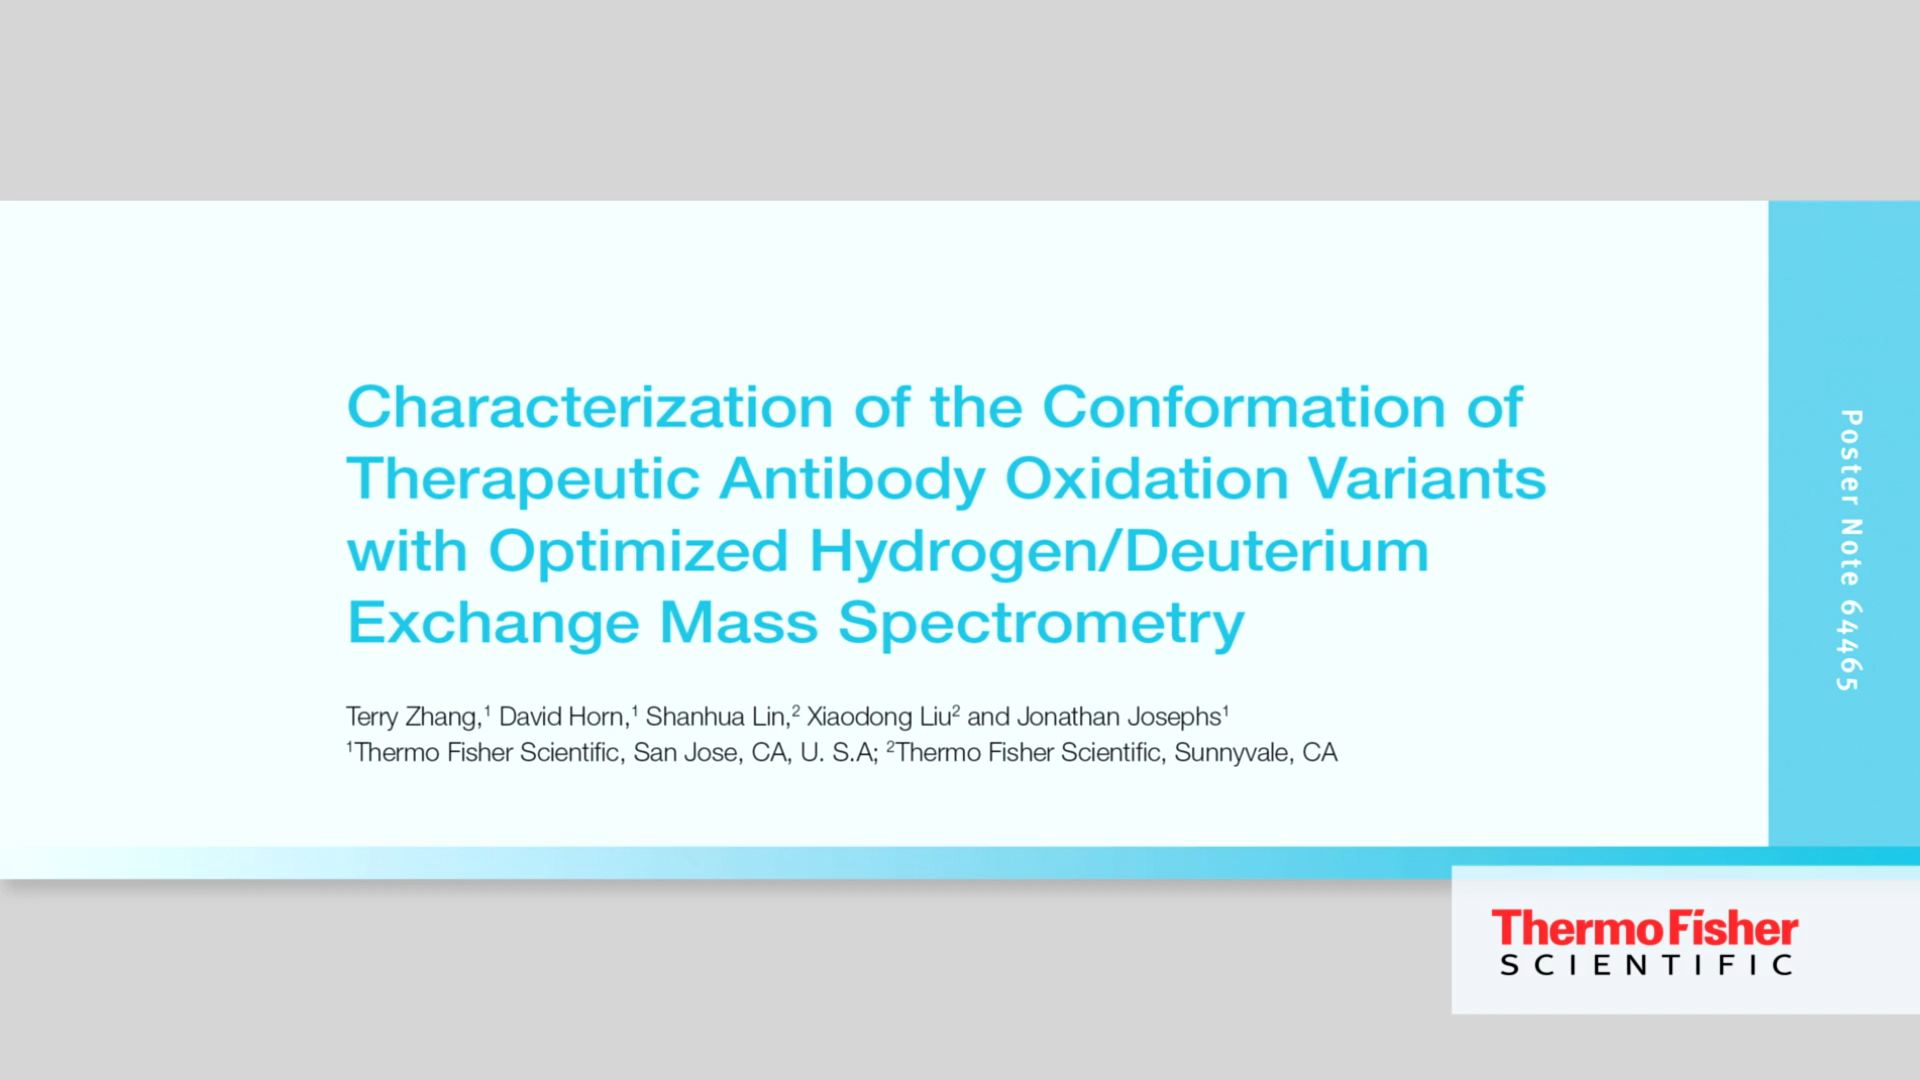 Characterization of the Conformation of
Therapeutic Antibody Oxidation Variants
with Optimized Hydrogen/Deuterium
Exchange Mass Spectrometry
Terry Zhang,¹ David Horn,¹ Shanhua Lin,² Xiaodong Liu² and Jonathan Josephs¹
¹Thermo Fisher Scientific, San Jose, CA, U. S.A; ²Thermo Fisher Scientific, Sunnyvale, CA
Poster Note 64465
ThermoFisher
SCIENTIFIC